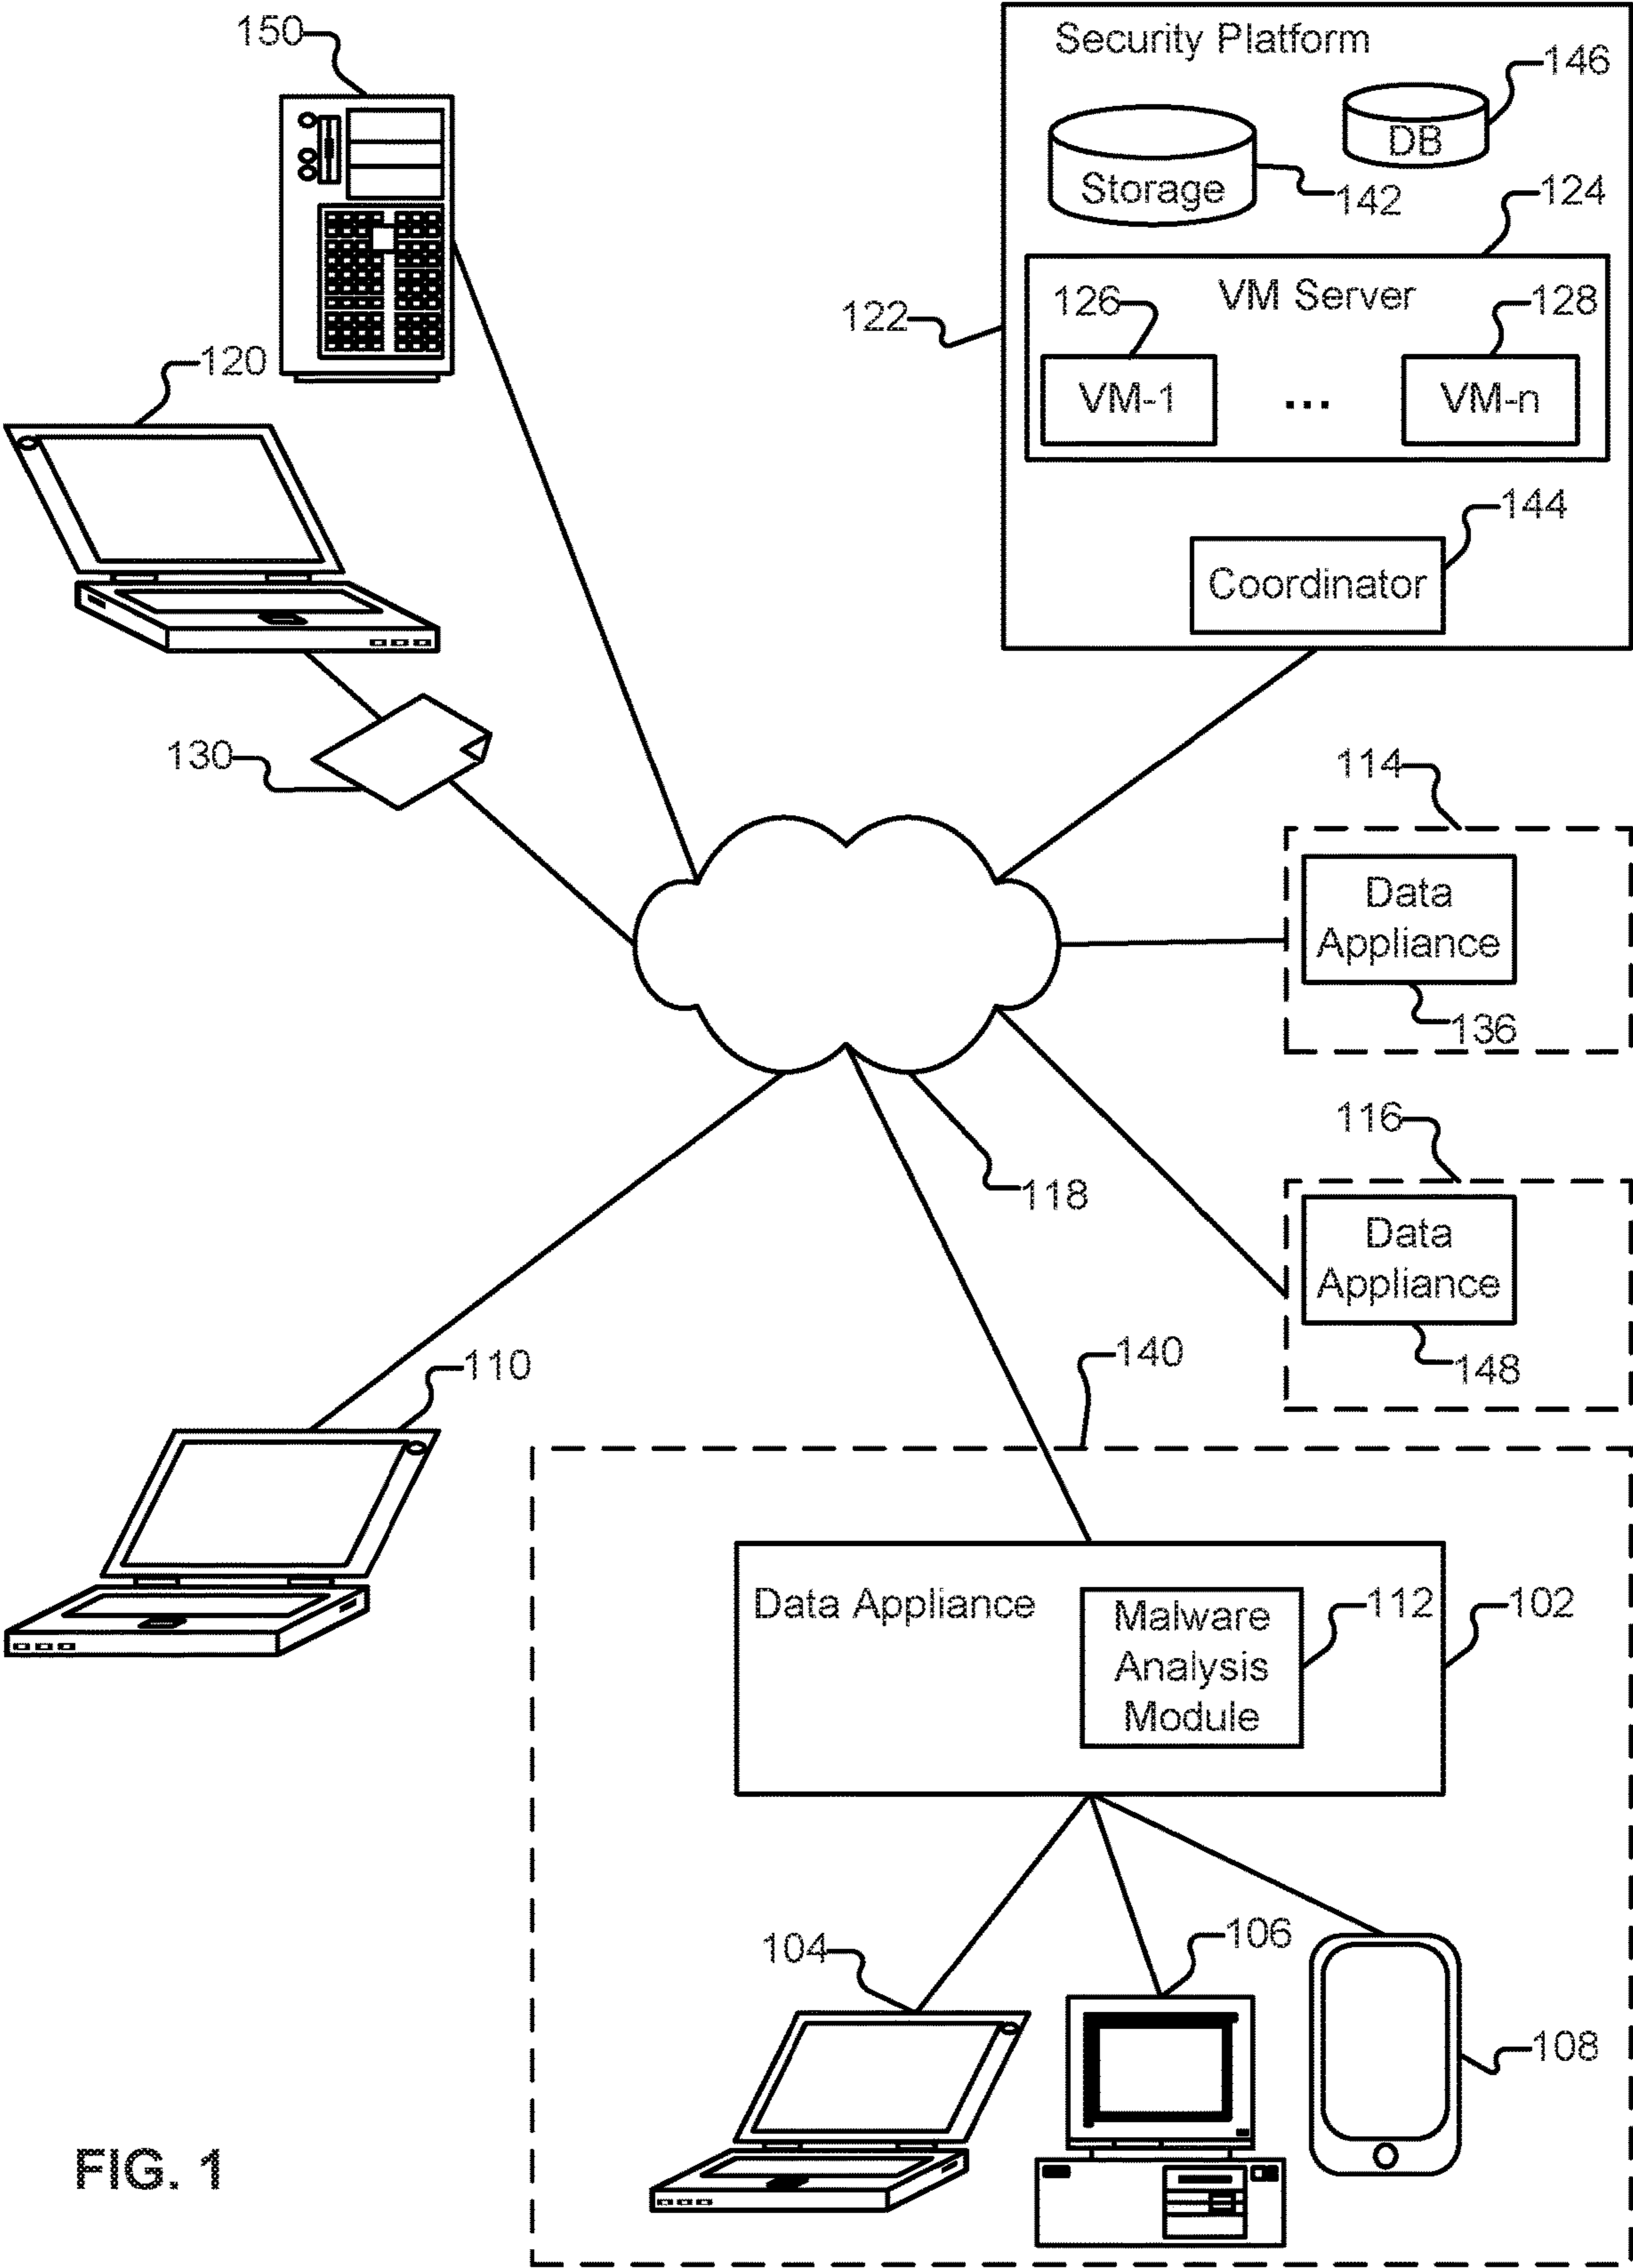 150
Security Platform
146
DB
Storage
142
124
122
VM Server
126
128
VM-1
...
VM-n
120
144
Coordinator
130
114
Data
Appliance
136
116
118
Data
Appliance
148
140
110
Data Appliance
Malware
Analysis
Module
112
102
104
106
108
FIG. 1